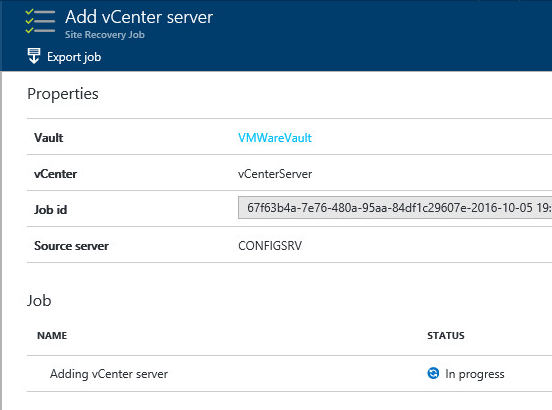 Add vCenter server
Site Recovery Job
Export job
Properties
Vault VMWareVault
vCenter vCenterServer
Job id 67f63b4a-7e76-480a-95aa-84df1c29607e-2016-10-05 19:
Source server CONFIGSRV
Job
NAME STATUS
Adding vCenter server In progress